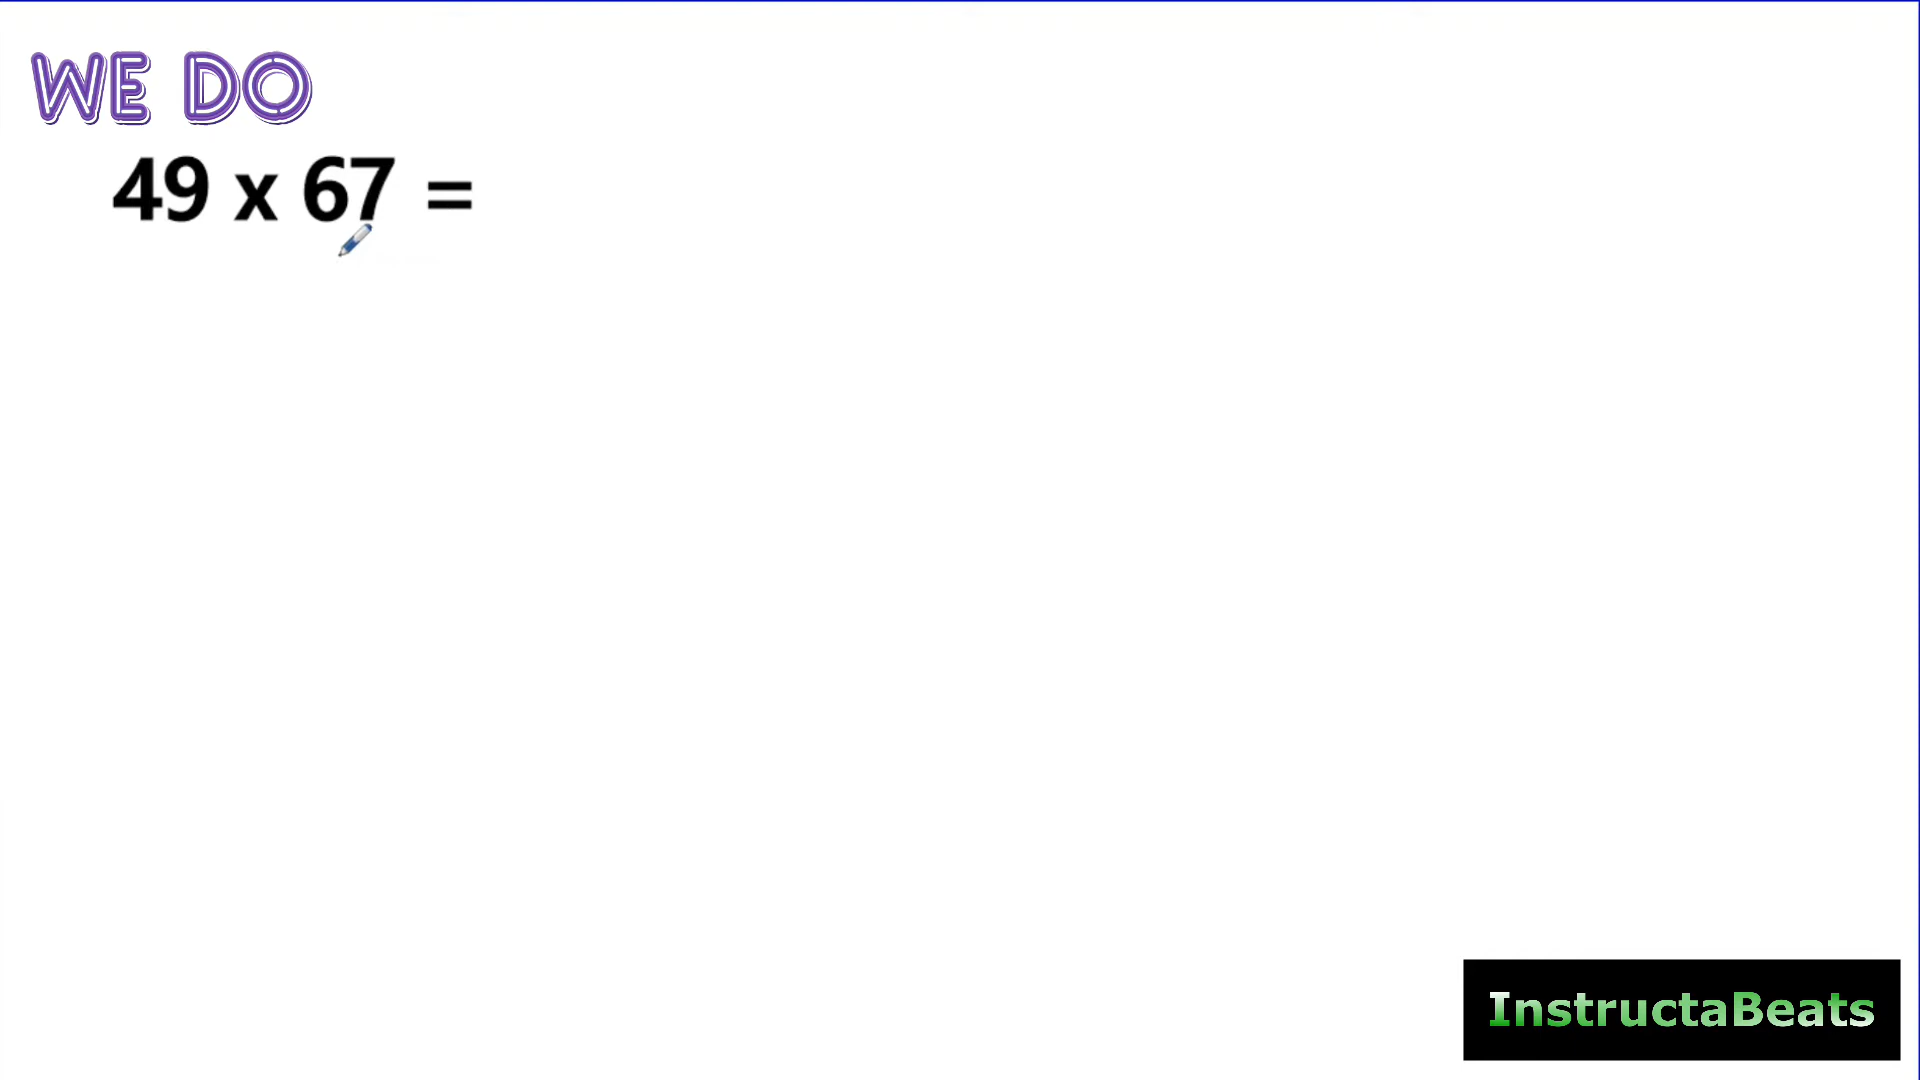 WE DO
49 x 67 =
InstructaBeats